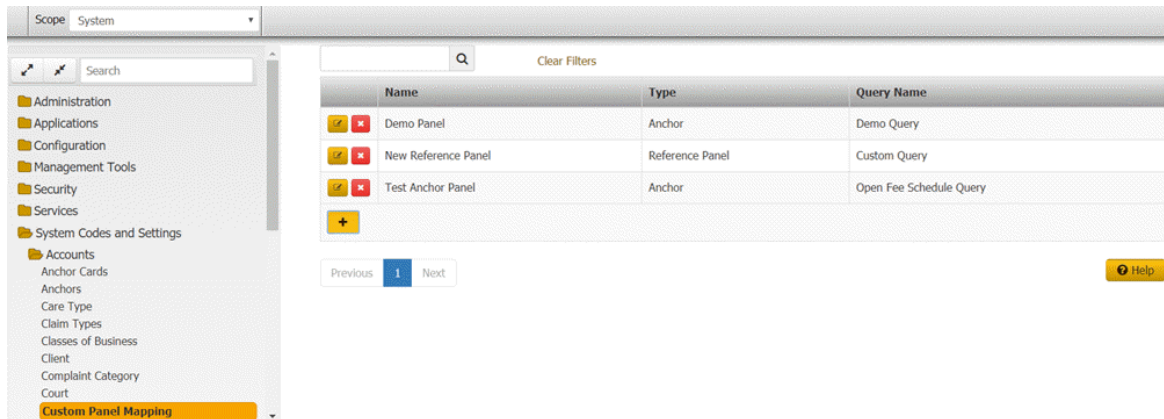 Scope System
Search
Clear Filters
Administration
Applications
Configuration
Management Tools
Security
Services
System Codes and Settings
Accounts
Anchor Cards
Anchors
Care Type
Claim Types
Classes of Business
Client
Complaint Category
Court
Custom Panel Mapping
Name Type Query Name
Demo Panel Anchor Demo Query
New Reference Panel Reference Panel Custom Query
Test Anchor Panel Anchor Open Fee Schedule Query
Previous 1 Next
Help